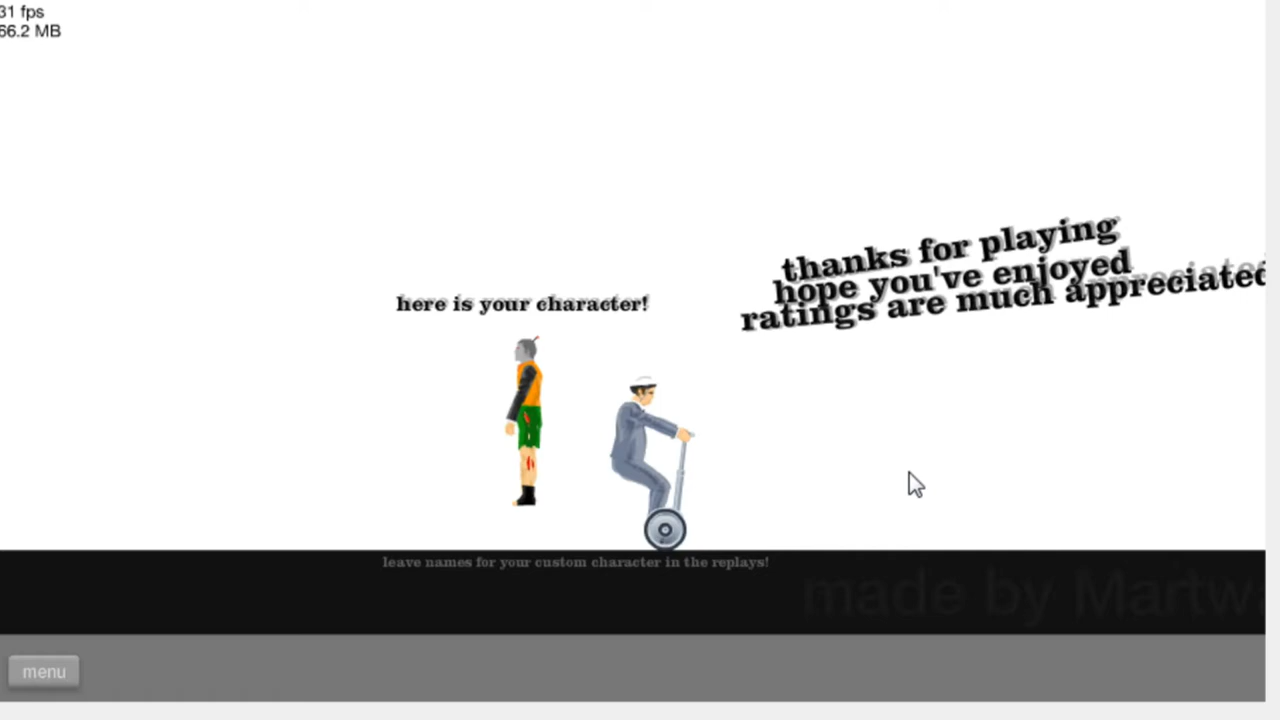 31 fps
66.2 MB
thanks for playing
hope you've enjoyed
ratings are much appreciated
here is your character!
leave names for your custom character in the replays!
made by Martw
menu